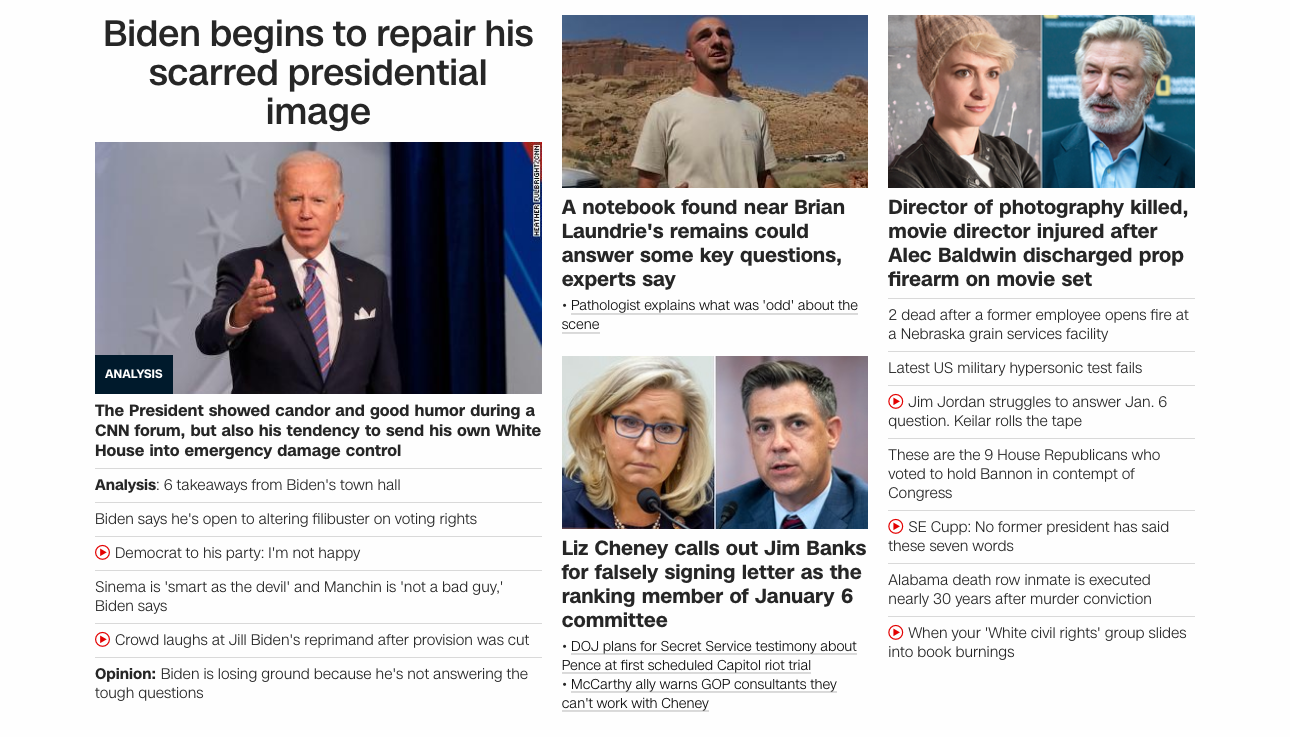 Biden begins to repair his
scarred presidential
image
HEATHER FULBRIGHT/CNN
ANALYSIS
The President showed candor and good humor during a
CNN forum, but also his tendency to send his own White
House into emergency damage control
Analysis: 6 takeaways from Biden's town hall
Biden says he's open to altering filibuster on voting rights
Democrat to his party: I'm not happy
Sinema is 'smart as the devil' and Manchin is 'not a bad guy,'
Biden says
Crowd laughs at Jill Biden's reprimand after provision was cut
Opinion: Biden is losing ground because he's not answering the
tough questions
A notebook found near Brian
Laundrie's remains could
answer some key questions,
experts say
• Pathologist explains what was 'odd' about the
scene
Liz Cheney calls out Jim Banks
for falsely signing letter as the
ranking member of January 6
committee
• DOJ plans for Secret Service testimony about
Pence at first scheduled Capitol riot trial
• McCarthy ally warns GOP consultants they
can't work with Cheney
Director of photography killed,
movie director injured after
Alec Baldwin discharged prop
firearm on movie set
2 dead after a former employee opens fire at
a Nebraska grain services facility
Latest US military hypersonic test fails
Jim Jordan struggles to answer Jan. 6
question. Keilar rolls the tape
These are the 9 House Republicans who
voted to hold Bannon in contempt of
Congress
SE Cupp: No former president has said
these seven words
Alabama death row inmate is executed
nearly 30 years after murder conviction
When your 'White civil rights' group slides
into book burnings